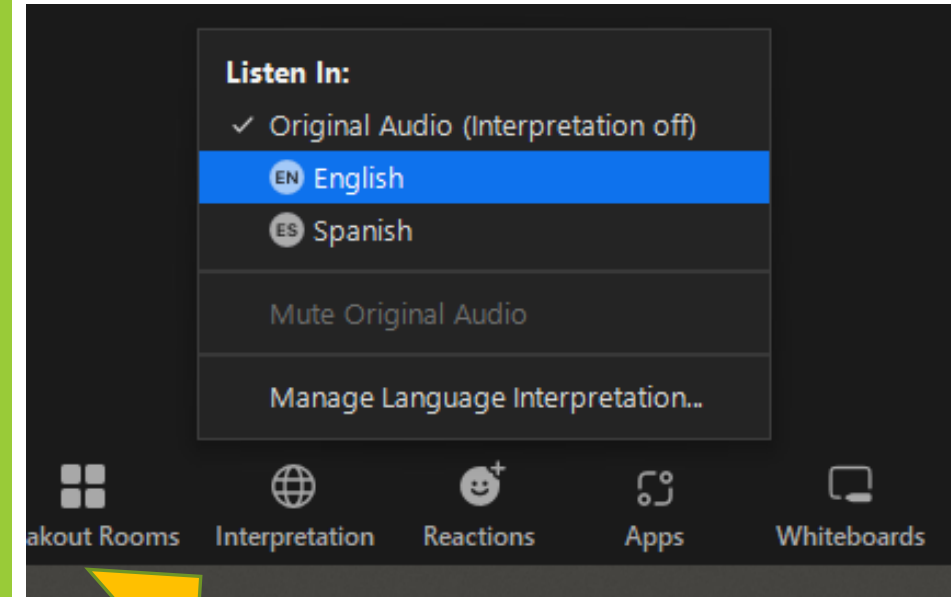 Listen In:
✓ Original Audio (Interpretation off)
EN English
ES Spanish
Mute Original Audio
Manage Language Interpretation...
akout Rooms Interpretation Reactions Apps Whiteboards